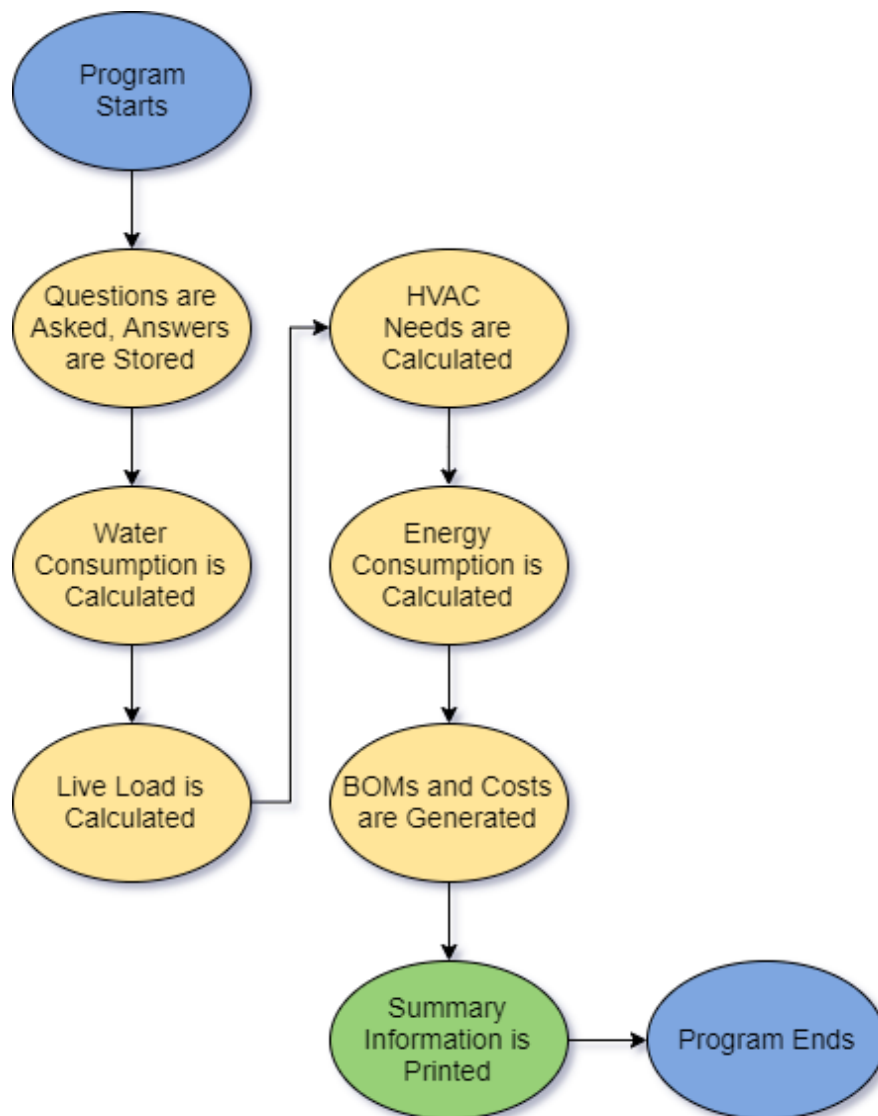 Program
Starts
Questions are
Asked, Answers
are Stored
Water
Consumption is
Calculated
Live Load is
Calculated
HVAC
Needs are
Calculated
Energy
Consumption is
Calculated
BOMs and Costs
are Generated
Summary
Information is
Printed
Program Ends